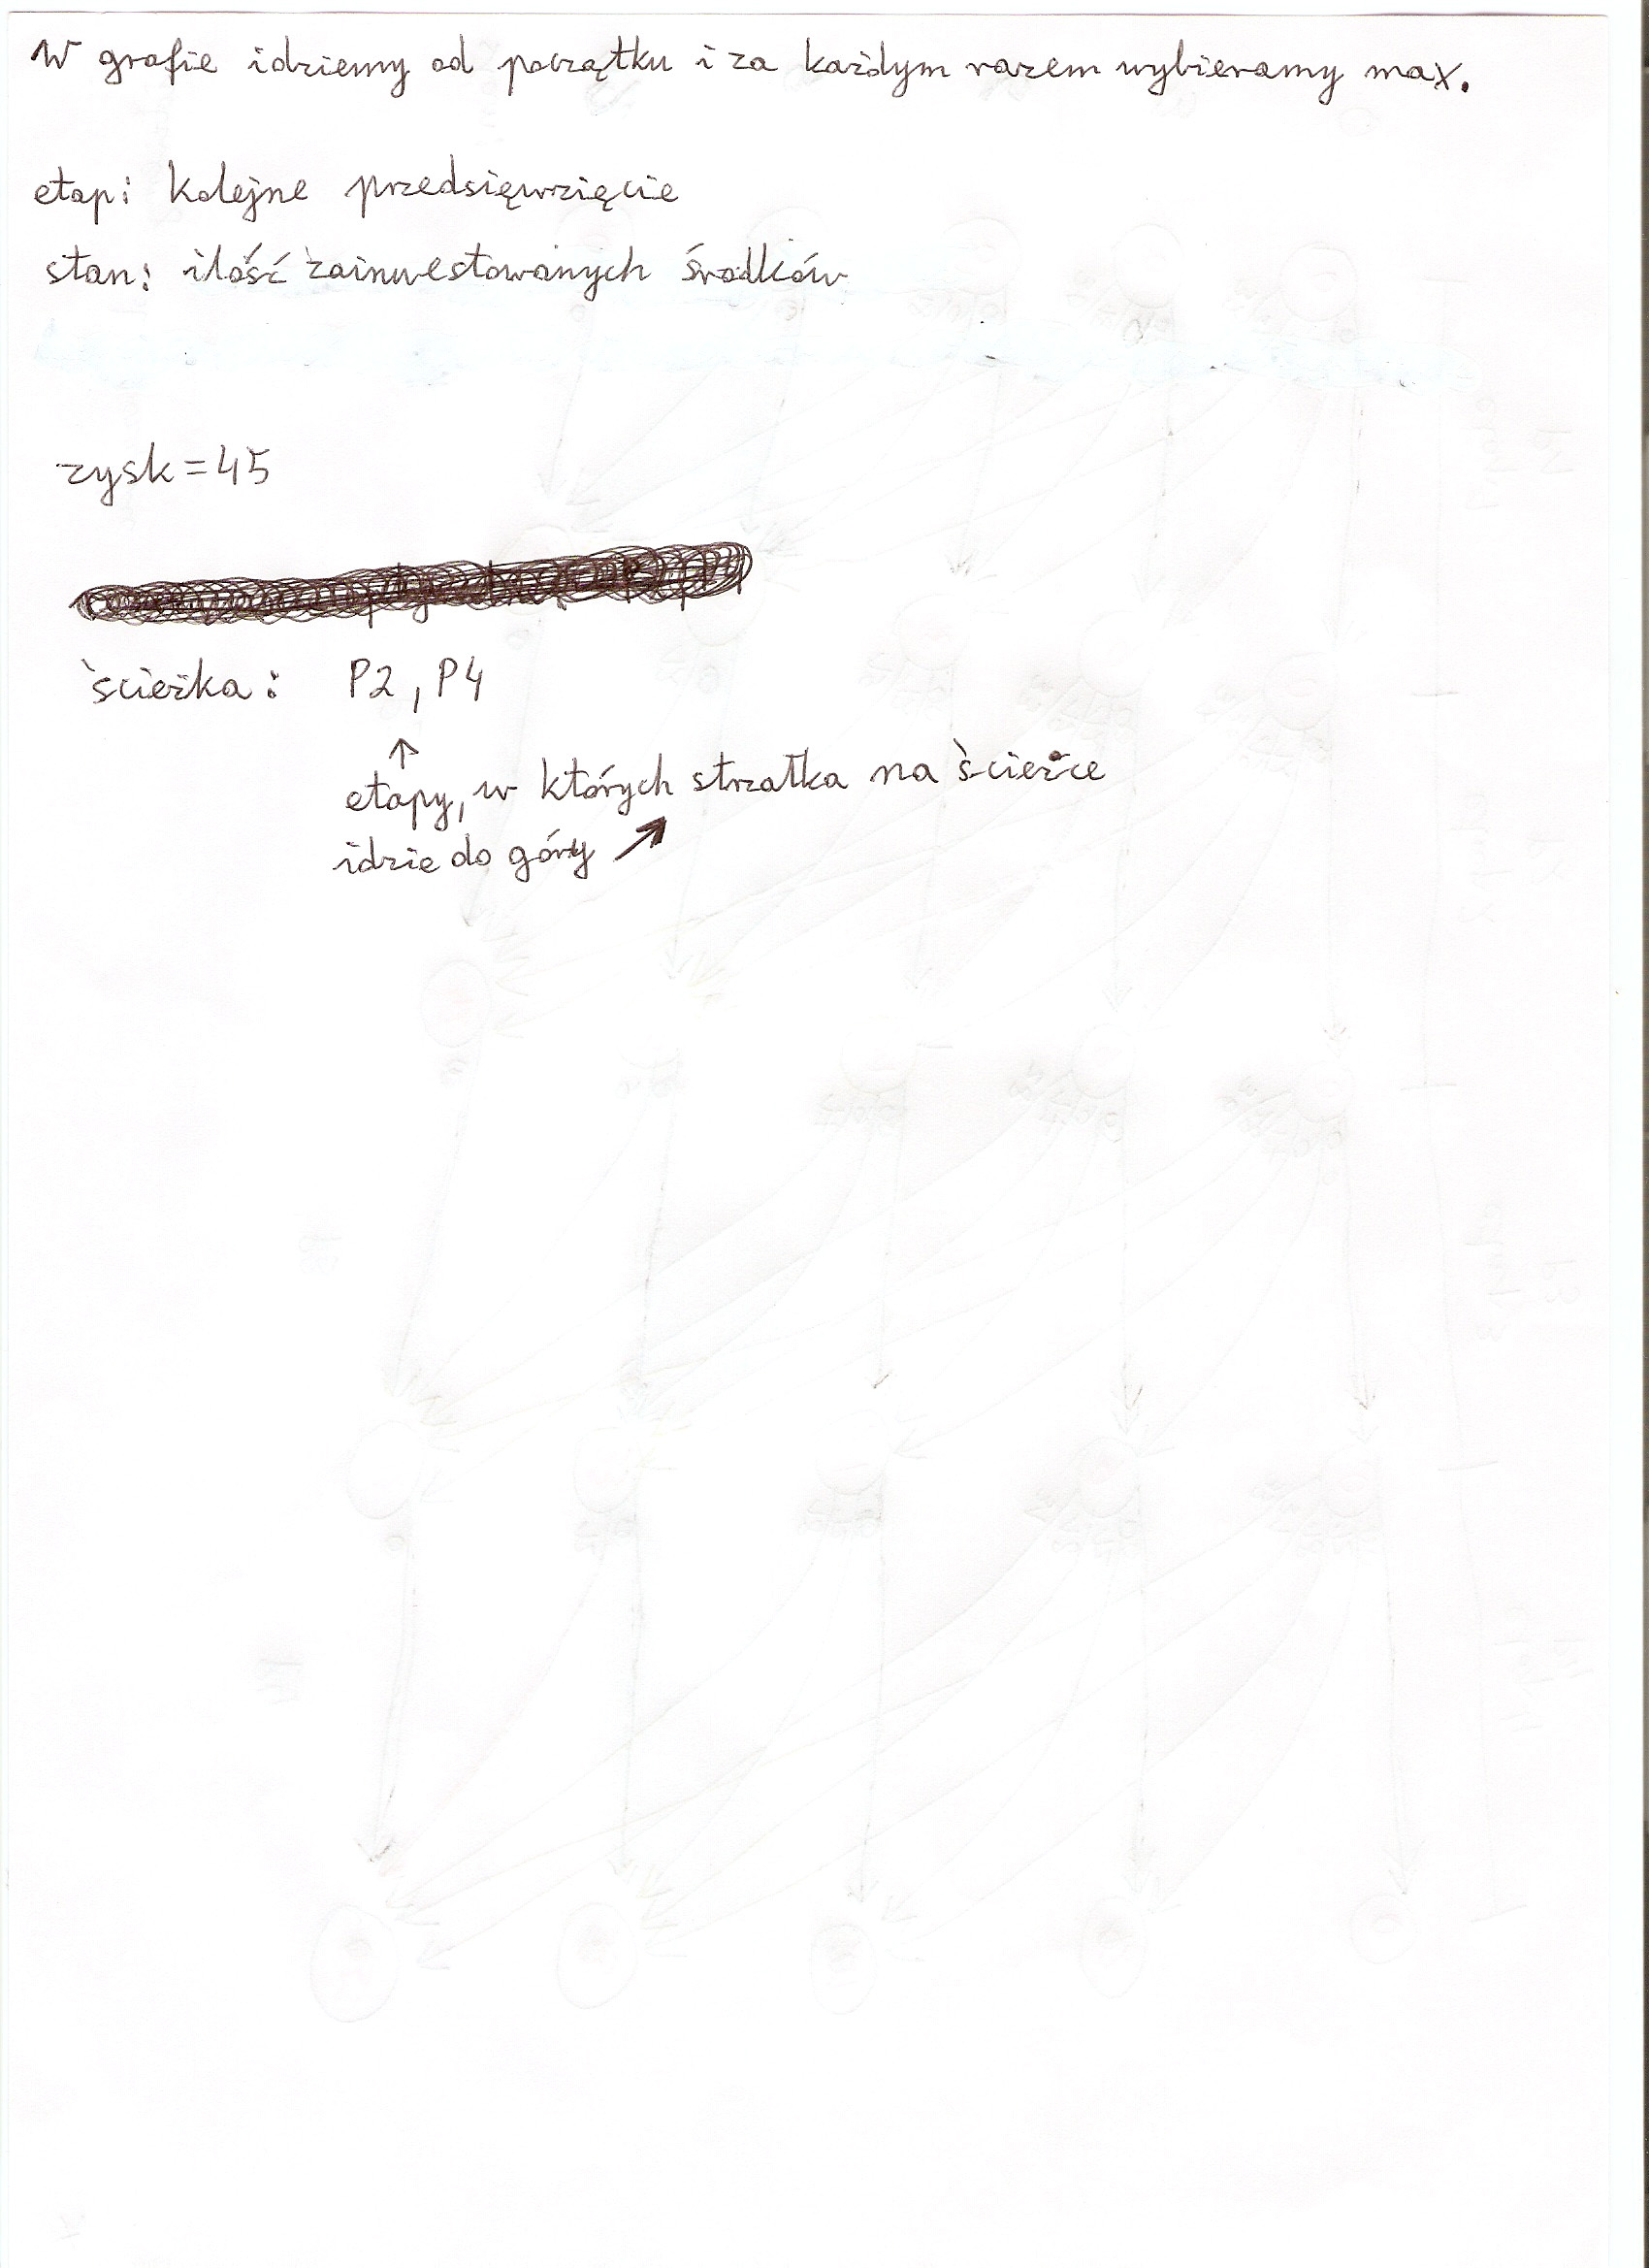 W grafie idziemy od początku i za każdym razem wybieramy max.
etap: kolejne przedsięwzięcie
stan: ilość zainwestowanych środków
zysk = 45
ścieżka: P2, P4
↑
etapy, w których strzałka na ścieżce
idzie do góry ↗